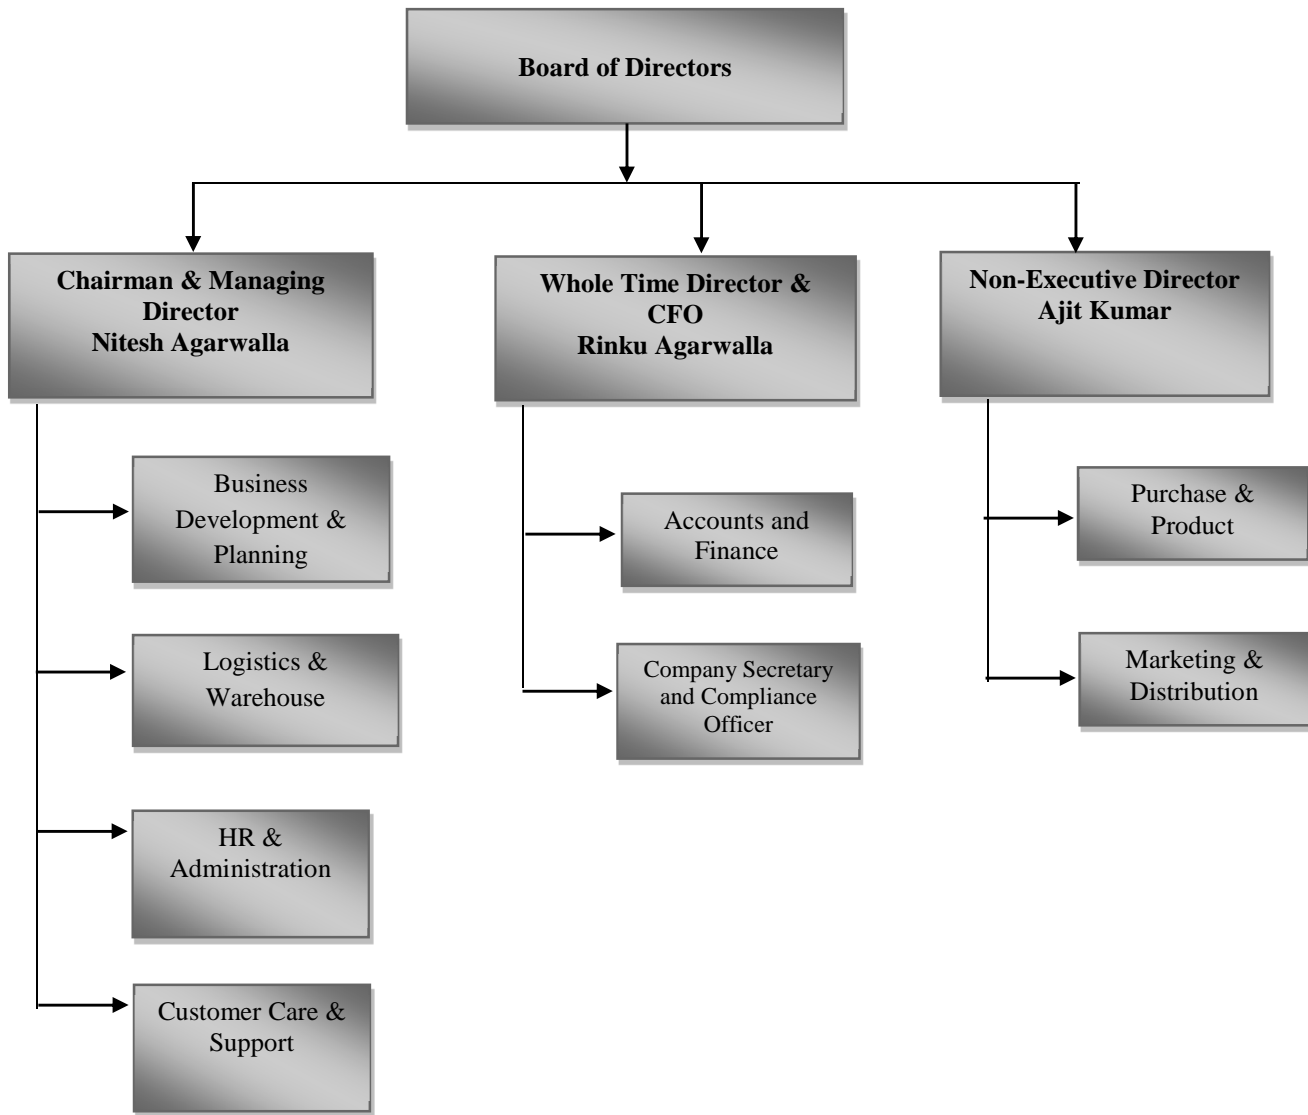 Board of Directors
Chairman & Managing
Director
Nitesh Agarwalla
Whole Time Director &
CFO
Rinku Agarwalla
Non-Executive Director
Ajit Kumar
Business
Development &
Planning
Logistics &
Warehouse
HR &
Administration
Customer Care &
Support
Accounts and
Finance
Company Secretary
and Compliance
Officer
Purchase &
Product
Marketing &
Distribution